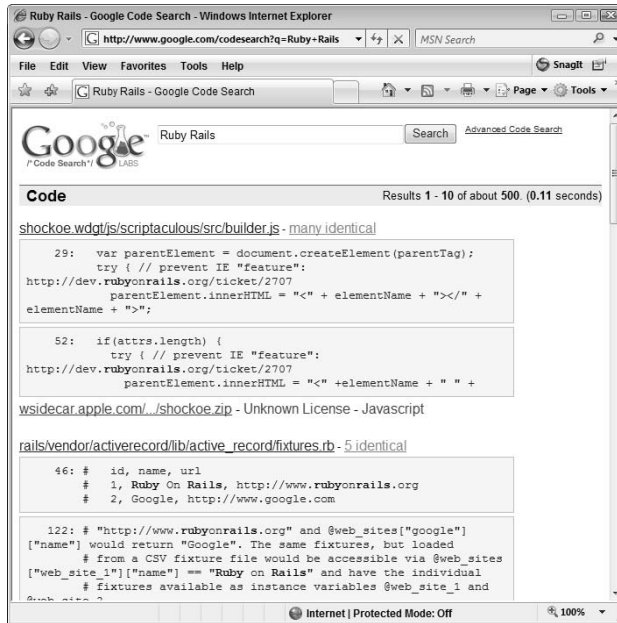 Ruby Rails - Google Code Search - Windows Internet Explorer
G http://www.google.com/codesearch?q=Ruby+Rails
MSN Search
File Edit View Favorites Tools Help
SnagIt
G Ruby Rails - Google Code Search
Page Tools
Google™
/* Code Search*/ LABS
Ruby Rails
Search
Advanced Code Search
Code
Results 1 - 10 of about 500. (0.11 seconds)
shockoe.wdgt/js/scriptaculous/src/builder.js - many identical
29: var parentElement = document.createElement(parentTag);
try { // prevent IE "feature":
http://dev.rubyonrails.org/ticket/2707
parentElement.innerHTML = "<" + elementName + "></" +
elementName + ">";
52: if(attrs.length) {
try { // prevent IE "feature":
http://dev.rubyonrails.org/ticket/2707
parentElement.innerHTML = "<" +elementName + " " +
wsidecar.apple.com/.../shockoe.zip - Unknown License - Javascript
rails/vendor/activerecord/lib/active_record/fixtures.rb - 5 identical
46: # id, name, url
# 1, Ruby On Rails, http://www.rubyonrails.org
# 2, Google, http://www.google.com
122: # "http://www.rubyonrails.org" and @web_sites["google"]
["name"] would return "Google". The same fixtures, but loaded
# from a CSV fixture file would be accessible via @web_sites
["web_site_1"]["name"] == "Ruby on Rails" and have the individual
# fixtures available as instance variables @web_site_1 and
@web_site_2
Internet | Protected Mode: Off
100%